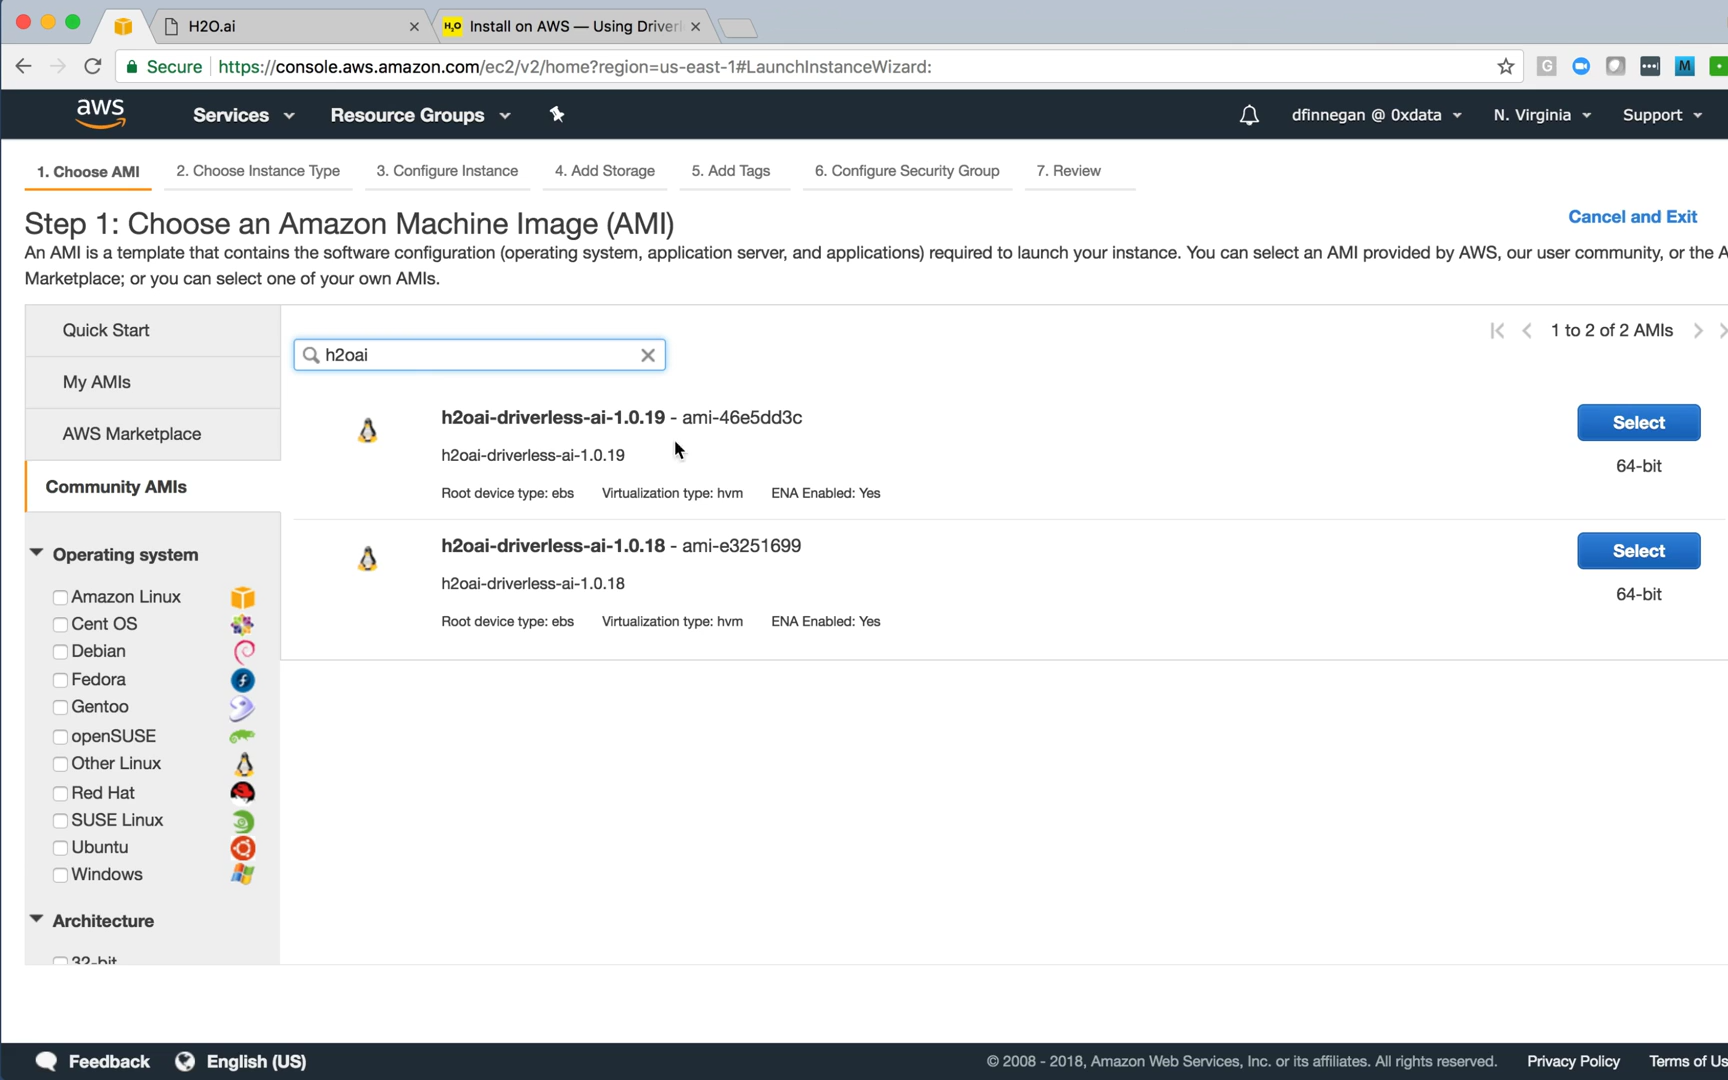 H2O.ai
H₂O Install on AWS — Using Driverl
Secure https://console.aws.amazon.com/ec2/v2/home?region=us-east-1#LaunchInstanceWizard:
G
M
aws Services Resource Groups dfinnegan @ 0xdata N. Virginia Support
1. Choose AMI 2. Choose Instance Type 3. Configure Instance 4. Add Storage 5. Add Tags 6. Configure Security Group 7. Review
Step 1: Choose an Amazon Machine Image (AMI)
Cancel and Exit
An AMI is a template that contains the software configuration (operating system, application server, and applications) required to launch your instance. You can select an AMI provided by AWS, our user community, or the A
Marketplace; or you can select one of your own AMIs.
Quick Start
My AMIs
AWS Marketplace
Community AMIs
h2oai
1 to 2 of 2 AMIs
h2oai-driverless-ai-1.0.19 - ami-46e5dd3c
Select
h2oai-driverless-ai-1.0.19
64-bit
Root device type: ebs Virtualization type: hvm ENA Enabled: Yes
h2oai-driverless-ai-1.0.18 - ami-e3251699
Select
h2oai-driverless-ai-1.0.18
64-bit
Root device type: ebs Virtualization type: hvm ENA Enabled: Yes
Operating system
Amazon Linux
Cent OS
Debian
Fedora
Gentoo
openSUSE
Other Linux
Red Hat
SUSE Linux
Ubuntu
Windows
Architecture
32-bit
Feedback English (US) © 2008 - 2018, Amazon Web Services, Inc. or its affiliates. All rights reserved. Privacy Policy Terms of Us